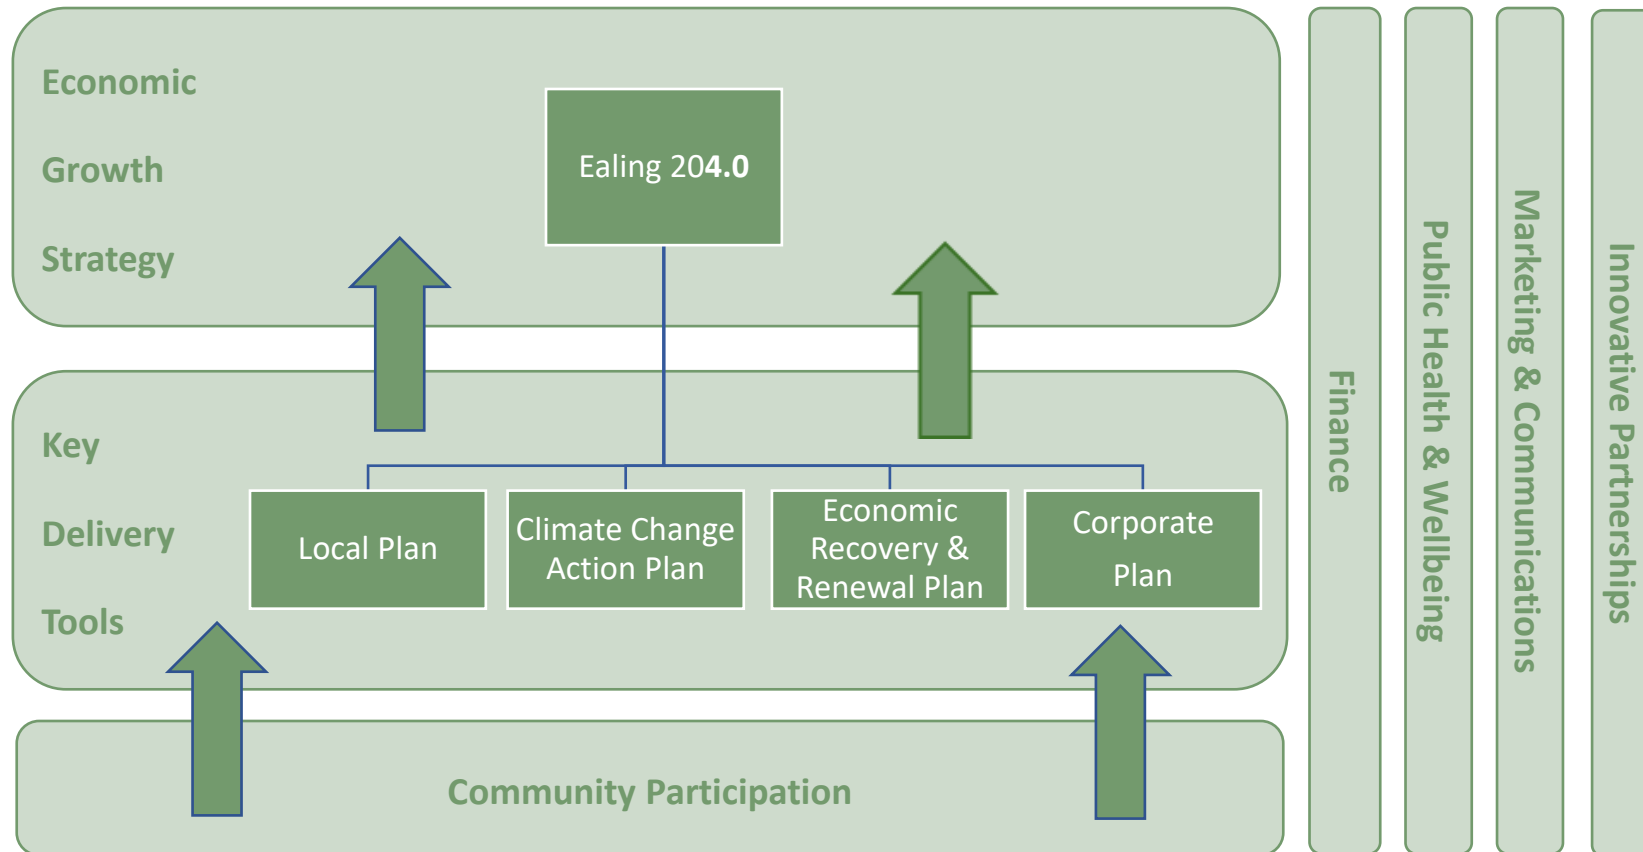 Economic
Growth
Strategy
Ealing 204.0
Key
Delivery
Tools
Local Plan
Climate Change
Action Plan
Economic
Recovery &
Renewal Plan
Corporate
Plan
Community Participation
Finance
Public Health & Wellbeing
Marketing & Communications
Innovative Partnerships